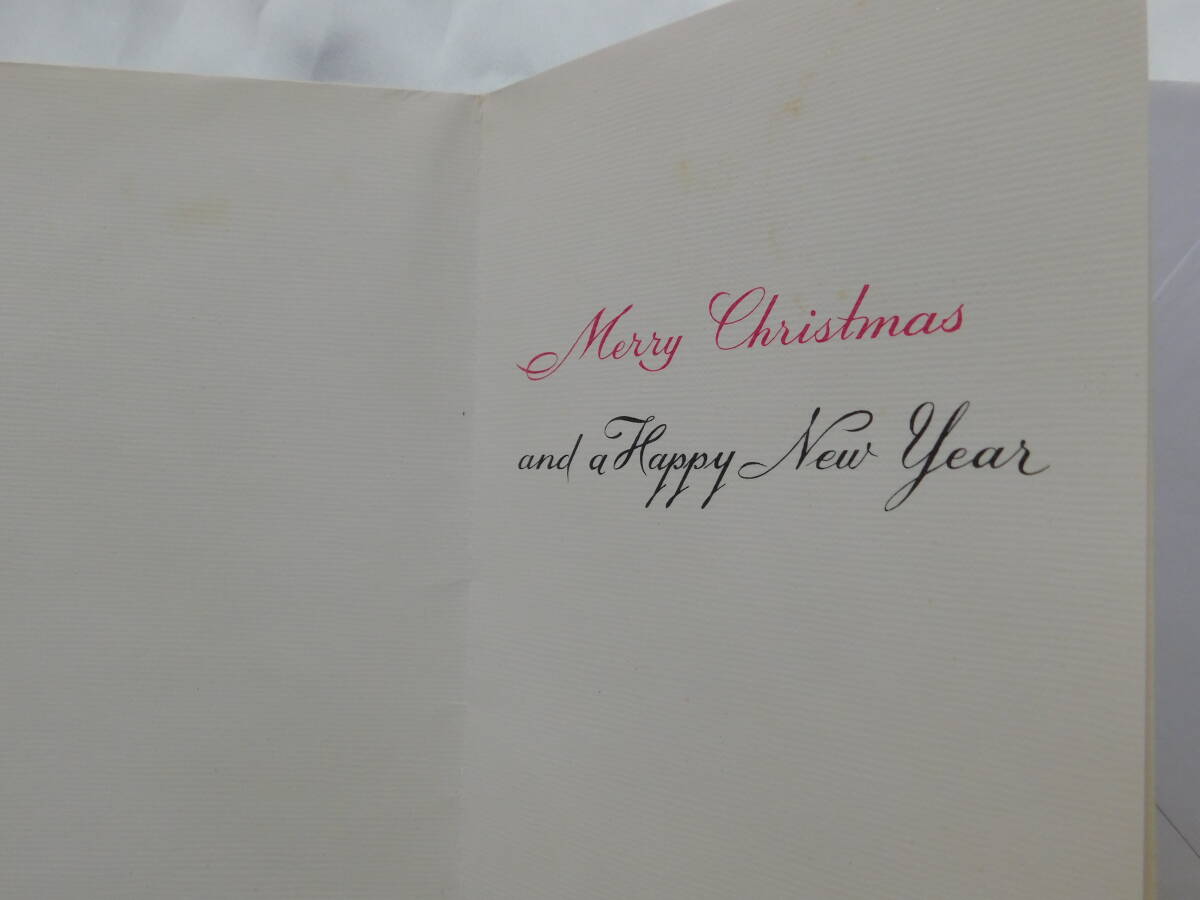 Merry Christmas
and a Happy New Year